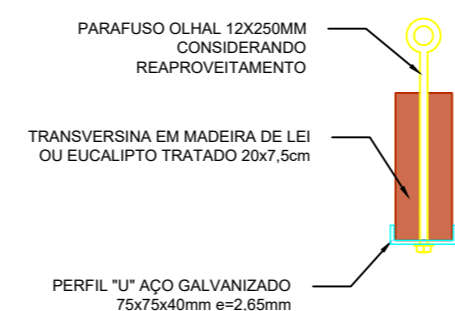 PARAFUSO OLHAL 12X250MM
CONSIDERANDO
REAPROVEITAMENTO
TRANSVERSINA EM MADEIRA DE LEI
OU EUCALIPTO TRATADO 20x7,5cm
PERFIL "U" AÇO GALVANIZADO
75x75x40mm e=2,65mm